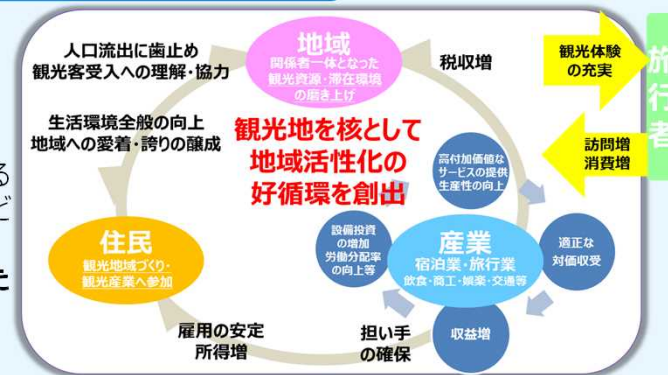 人口流出に歯止め
観光客受入への理解・協力
地域
関係者一体となった
観光資源・滞在環境
の磨き上げ
税収増
観光体験
の充実
旅行者
訪問増
消費増
生活環境全般の向上
地域への愛着・誇りの醸成
観光地を核として
地域活性化の
好循環を創出
高付加価値な
サービスの提供
生産性の向上
る
ど
た
住民
観光地域づくり・
観光産業へ参加
設備投資
の増加
労働分配率
の向上等
産業
宿泊業・旅行業
飲食・商工・娯楽・交通等
適正な
対価収受
収益増
雇用の安定
所得増
担い手
の確保